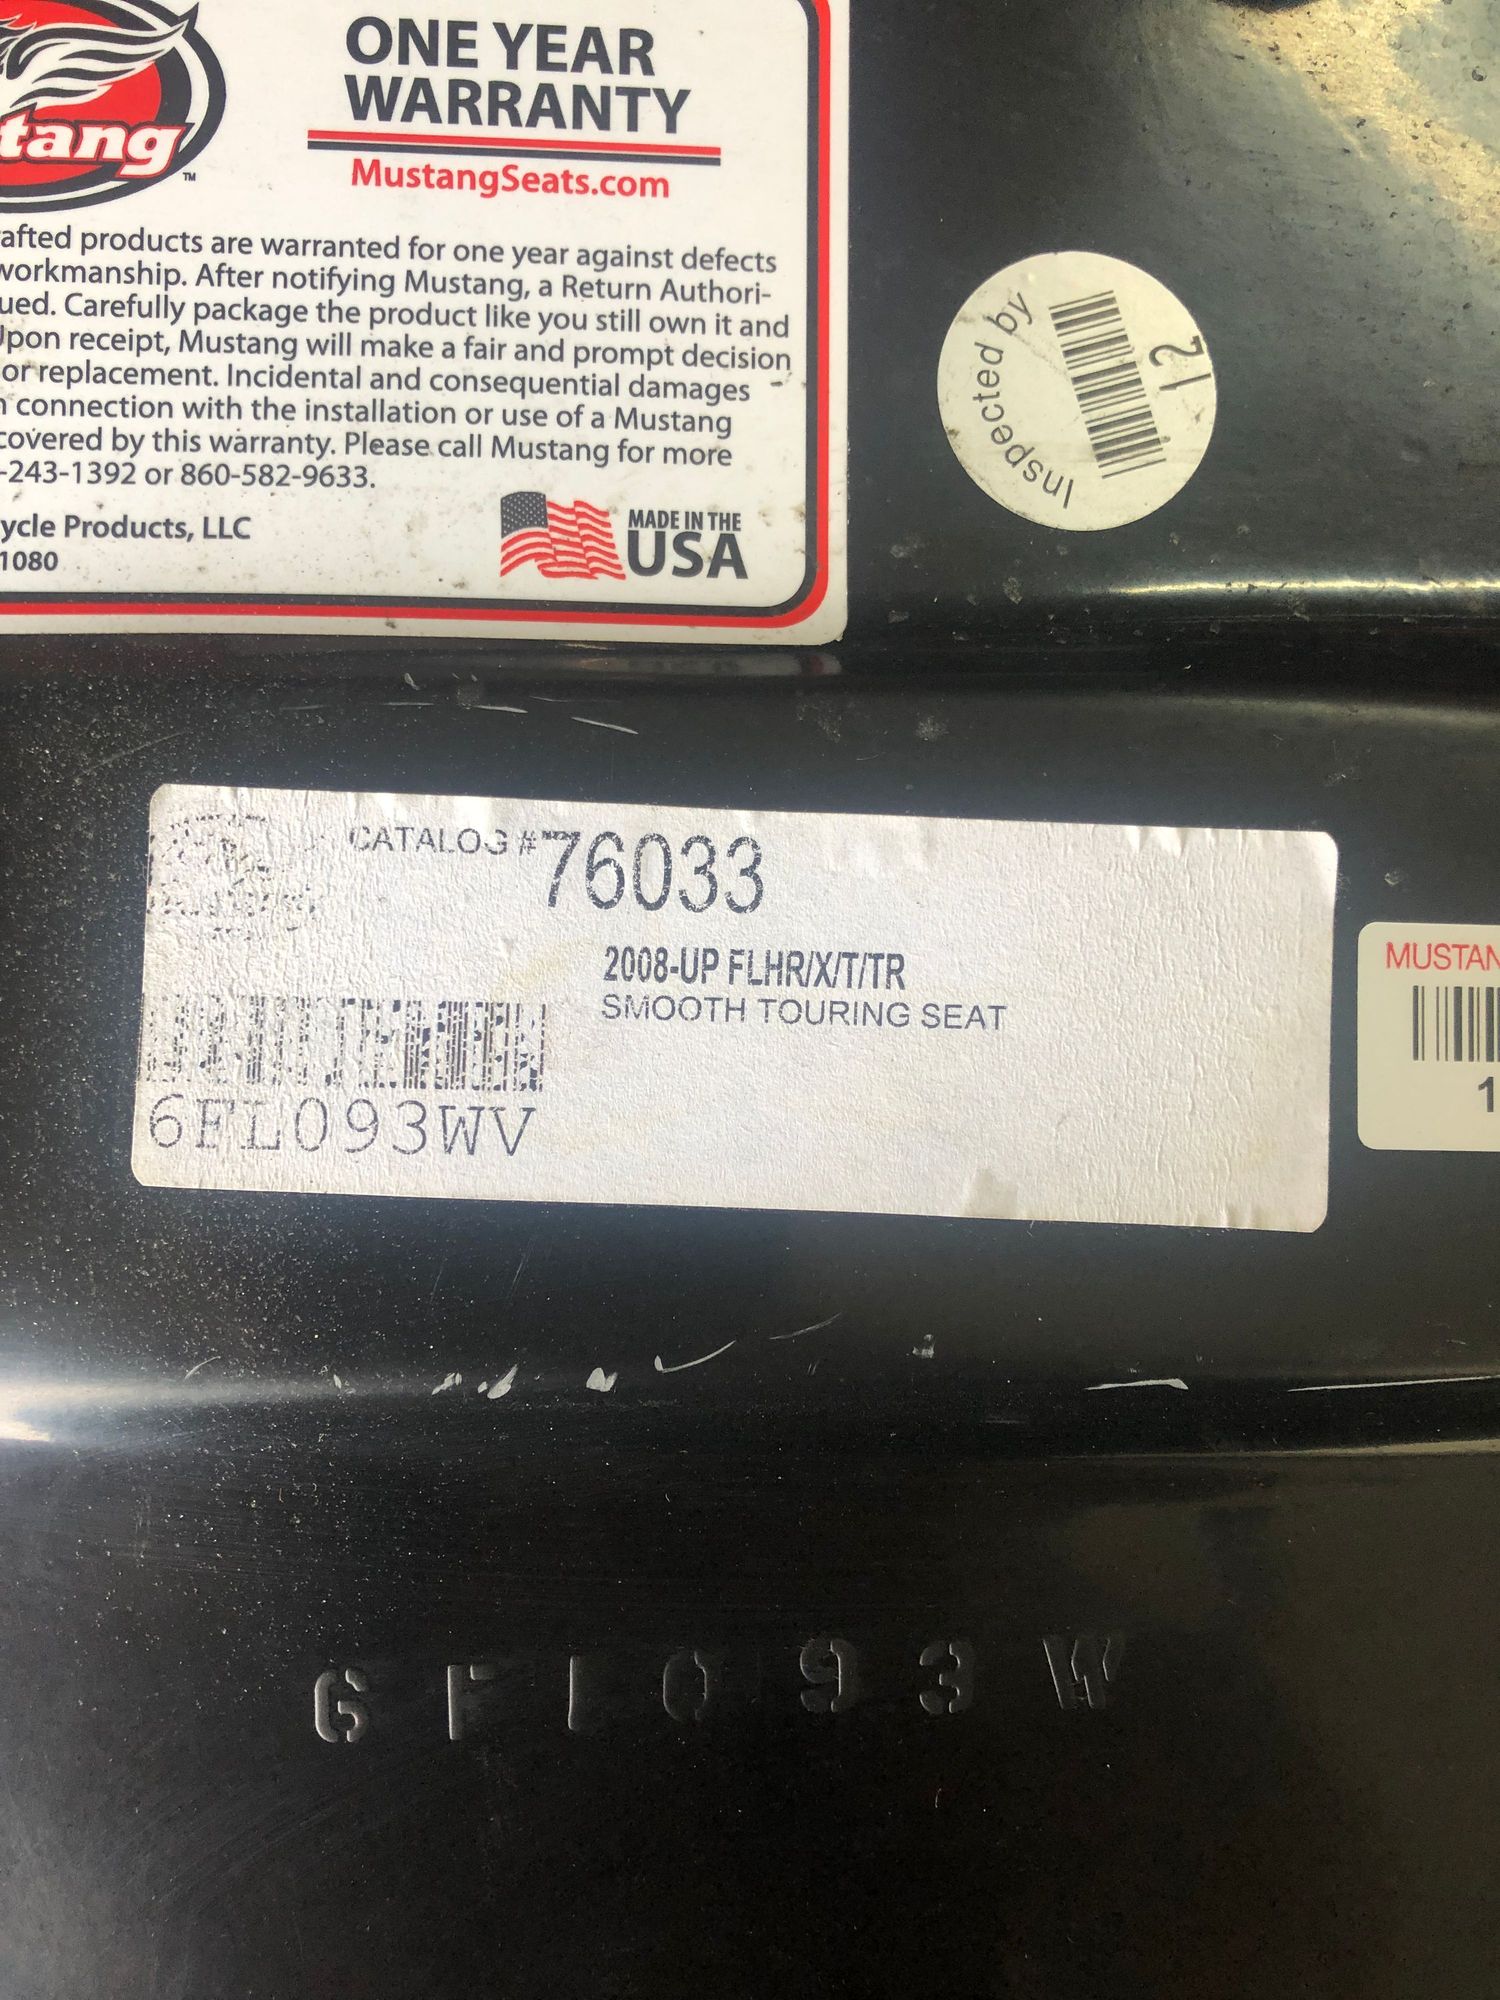 tang
™
ONE YEAR
WARRANTY
MustangSeats.com
afted products are warranted for one year against defects
workmanship. After notifying Mustang, a Return Authori-
ued. Carefully package the product like you still own it and
Upon receipt, Mustang will make a fair and prompt decision
or replacement. Incidental and consequential damages
connection with the installation or use of a Mustang
covered by this warranty. Please call Mustang for more
-243-1392 or 860-582-9633.
ycle Products, LLC
1080
MADE IN THE
USA
Inspected by
12
CATALOG #76033
2008-UP FLHR/X/T/TR
SMOOTH TOURING SEAT
6FL093WV
MUSTAN
1
6FL093W